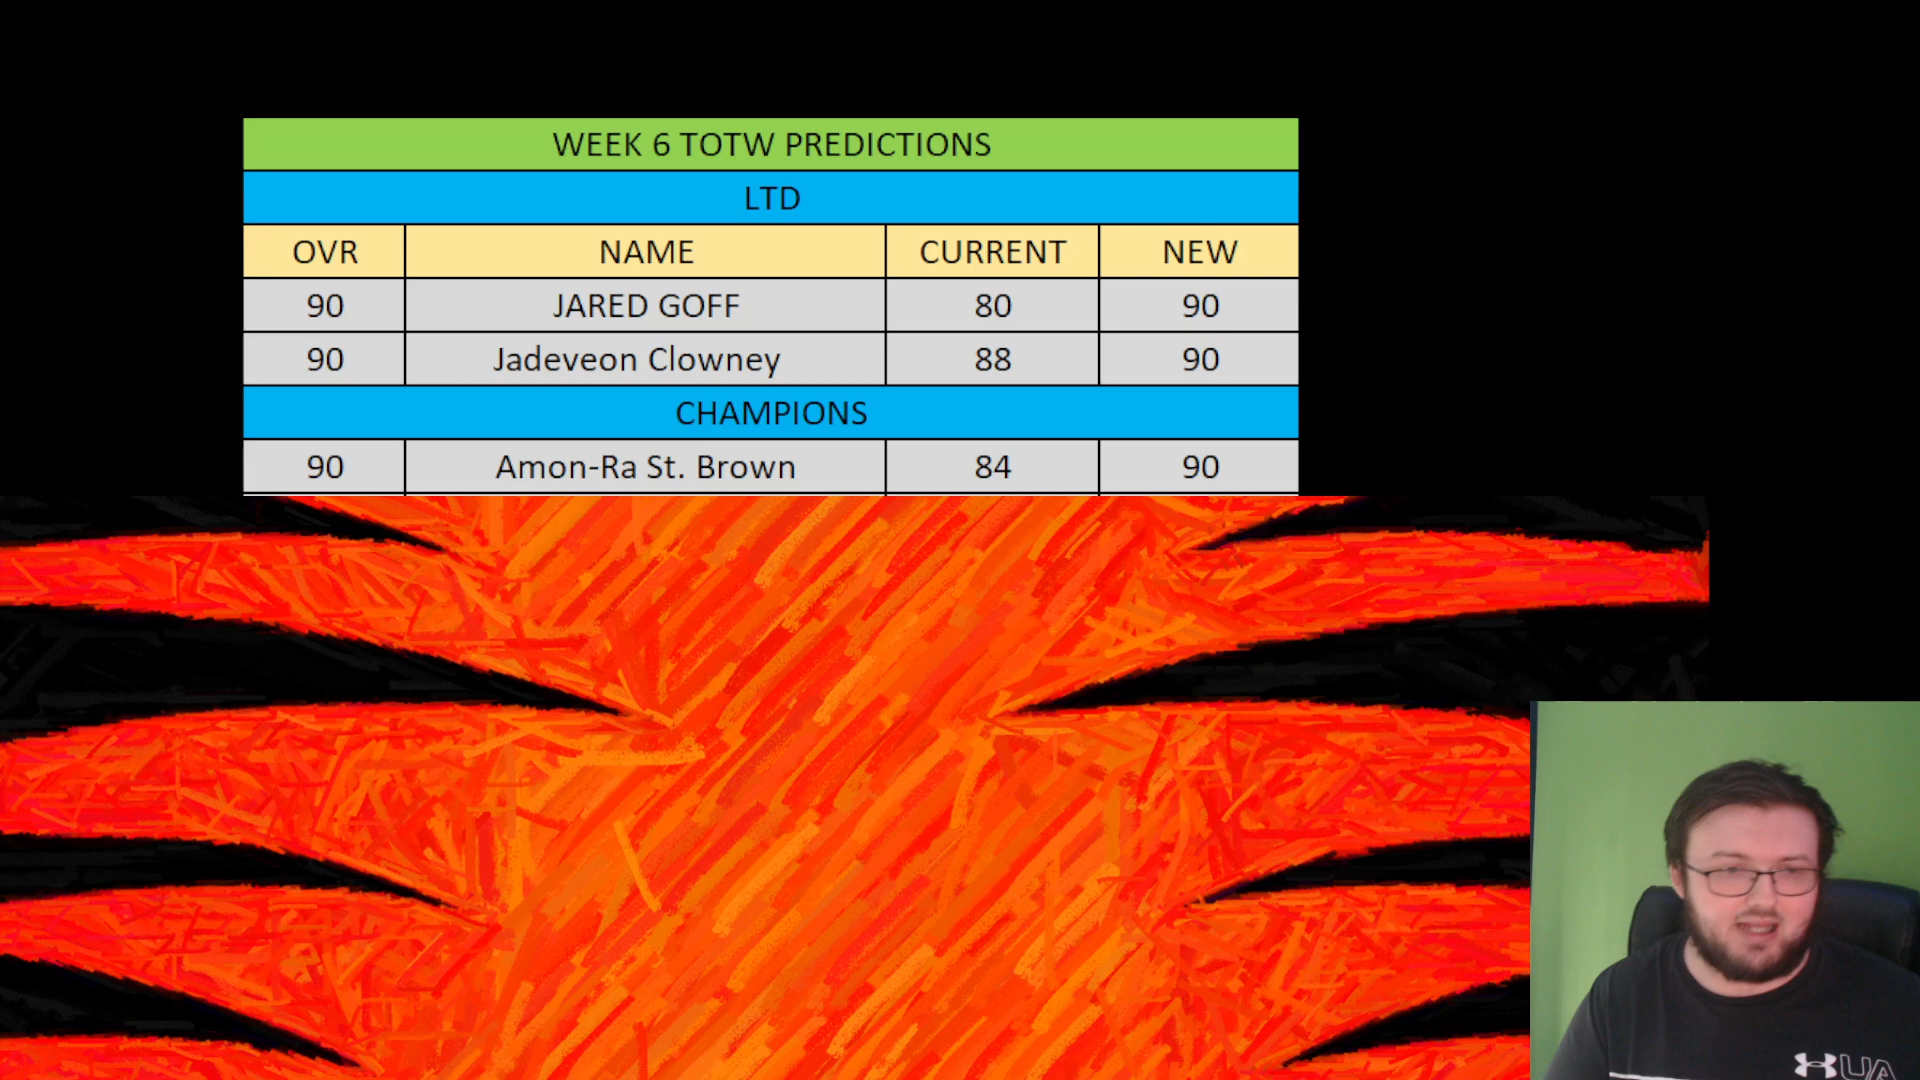 WEEK 6 TOTW PREDICTIONS
LTD
OVR NAME CURRENT NEW
90 JARED GOFF 80 90
90 Jadeveon Clowney 88 90
CHAMPIONS
90 Amon-Ra St. Brown 84 90
UA